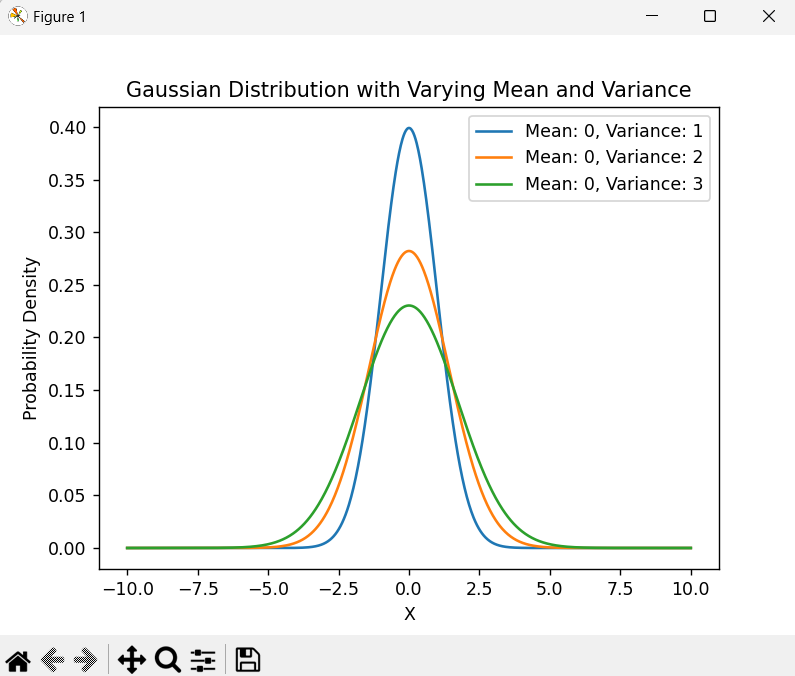 Figure 1
Gaussian Distribution with Varying Mean and Variance
Mean: 0, Variance: 1
Mean: 0, Variance: 2
Mean: 0, Variance: 3
Probability Density
0.40
0.35
0.30
0.25
0.20
0.15
0.10
0.05
0.00
−10.0 −7.5 −5.0 −2.5 0.0 2.5 5.0 7.5 10.0
X